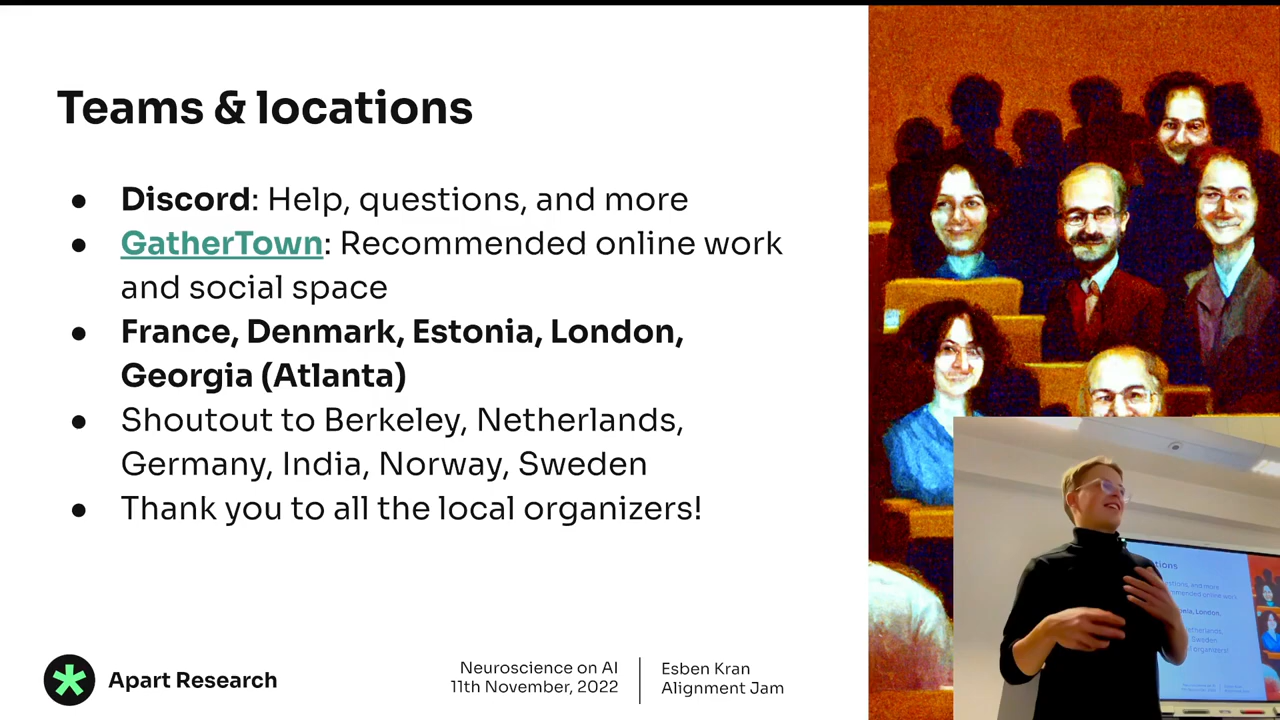 Teams & locations
● Discord: Help, questions, and more
● GatherTown: Recommended online work
and social space
● France, Denmark, Estonia, London,
Georgia (Atlanta)
● Shoutout to Berkeley, Netherlands,
Germany, India, Norway, Sweden
● Thank you to all the local organizers!
Apart Research
Neuroscience on AI
11th November, 2022
Esben Kran
Alignment Jam